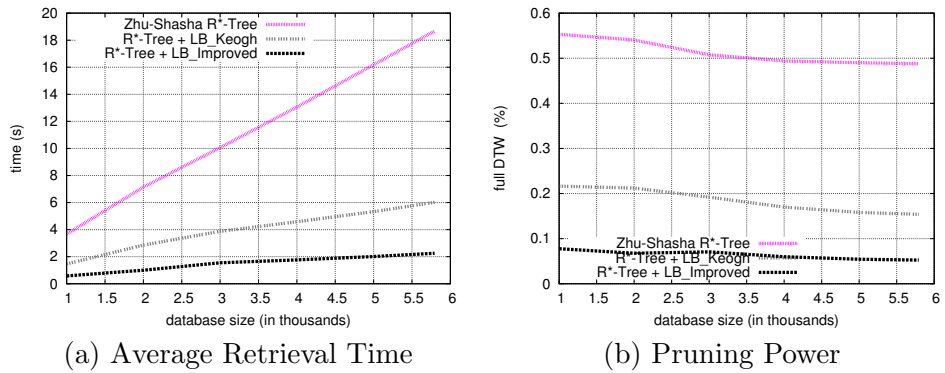 20
18
16
14
12
10
8
6
4
2
0
time (s)
Zhu-Shasha R*-Tree
R*-Tree + LB_Keogh
R*-Tree + LB_Improved
1 1.5 2 2.5 3 3.5 4 4.5 5 5.5 6
database size (in thousands)
(a) Average Retrieval Time
0.6
0.5
0.4
0.3
0.2
0.1
0
full DTW (%)
Zhu-Shasha R*-Tree
R*-Tree + LB_Keogh
R*-Tree + LB_Improved
1 1.5 2 2.5 3 3.5 4 4.5 5 5.5 6
database size (in thousands)
(b) Pruning Power